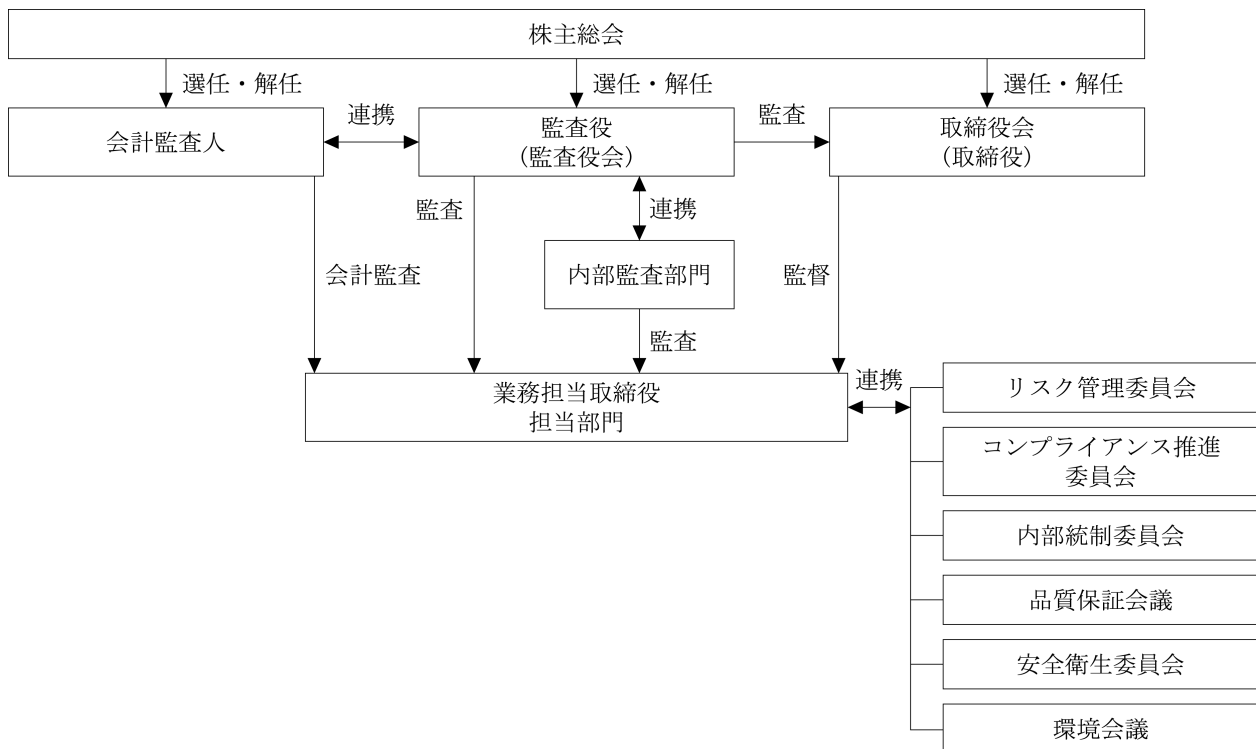 株主総会
選任・解任
選任・解任
選任・解任
会計監査人
連携
監査役
（監査役会）
監査
取締役会
（取締役）
監査
連携
会計監査
内部監査部門
監督
監査
業務担当取締役
担当部門
連携
リスク管理委員会
コンプライアンス推進
委員会
内部統制委員会
品質保証会議
安全衛生委員会
環境会議